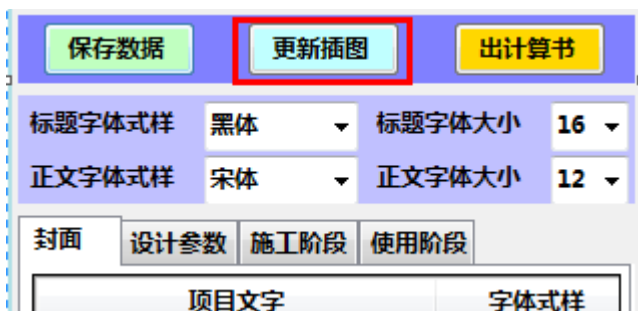 保存数据 更新插图 出计算书
标题字体式样 黑体 标题字体大小 16
正文字体式样 宋体 正文字体大小 12
封面 设计参数 施工阶段 使用阶段
项目文字 字体式样